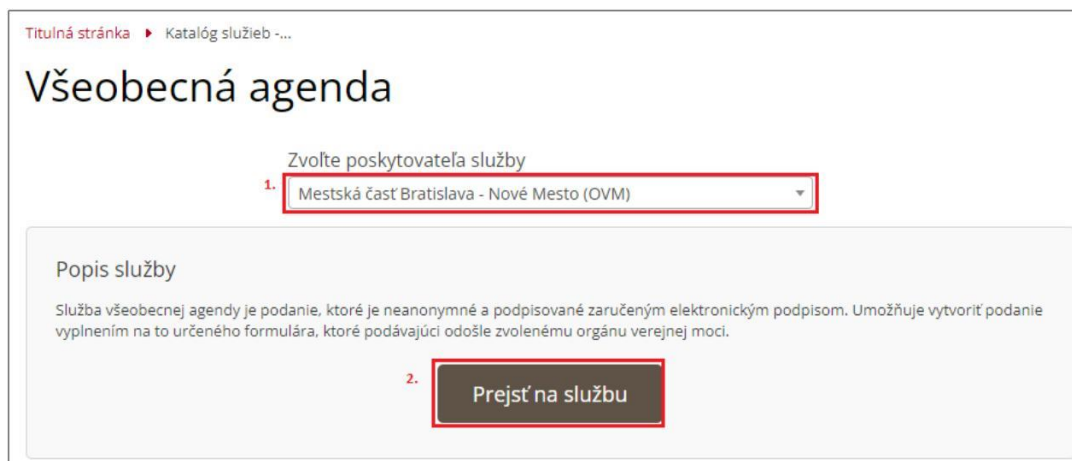 Titulná stránka ▶ Katalóg služieb -...
Všeobecná agenda
Zvoľte poskytovateľa služby
1. Mestská časť Bratislava - Nové Mesto (OVM)
Popis služby
Služba všeobecnej agendy je podanie, ktoré je neanonymné a podpisované zaručeným elektronickým podpisom. Umožňuje vytvoriť podanie
vyplnením na to určeného formulára, ktoré podávajúci odošle zvolenému orgánu verejnej moci.
2. Prejsť na službu